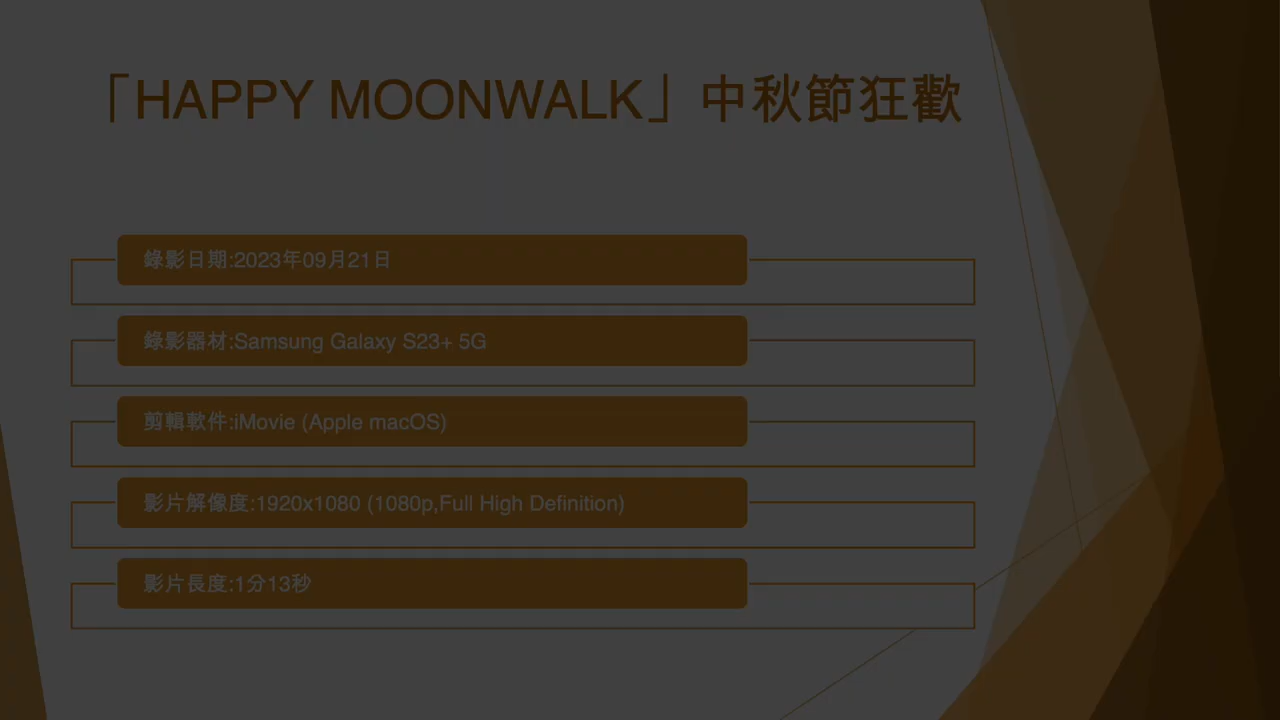 「HAPPY MOONWALK」中秋節狂歡
錄影日期:2023年09月21日
錄影器材:Samsung Galaxy S23+ 5G
剪輯軟件:iMovie (Apple macOS)
影片解像度:1920x1080 (1080p,Full High Definition)
影片長度:1分13秒